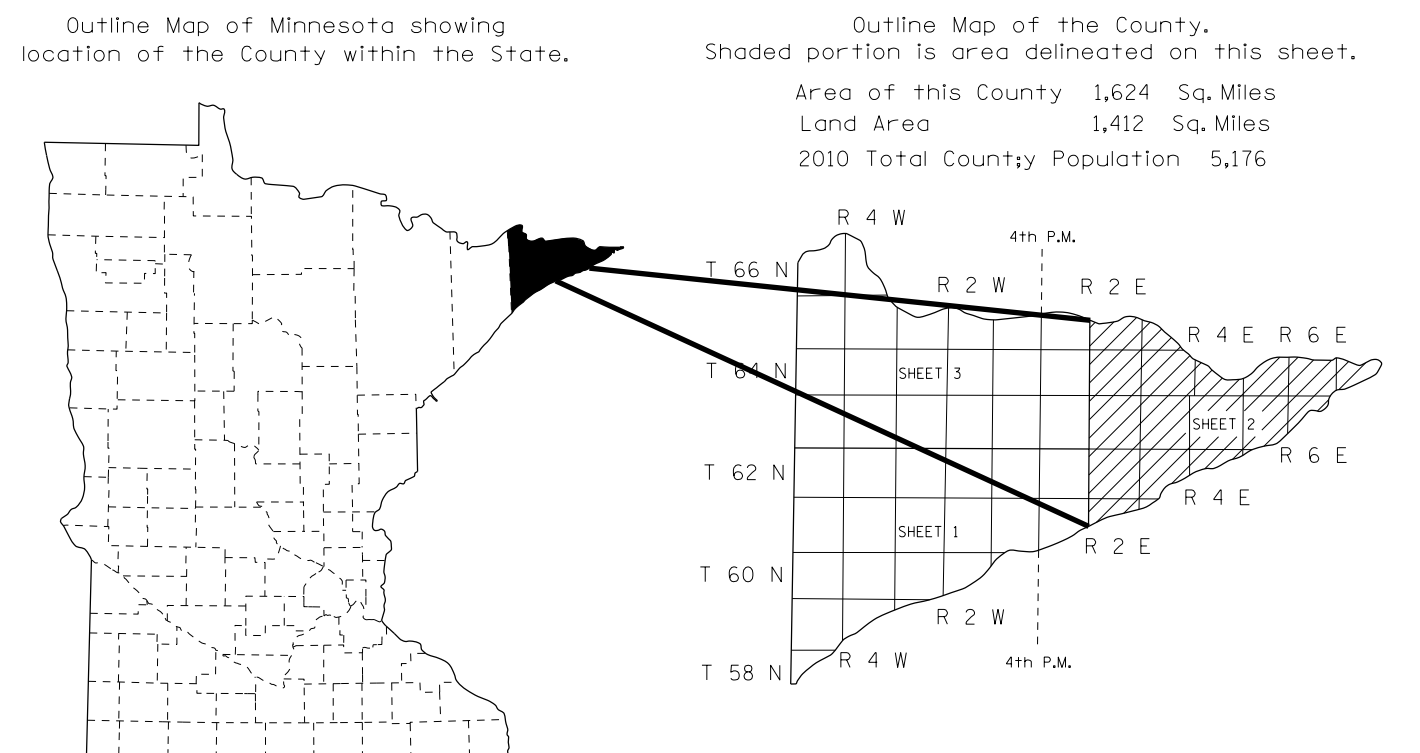 Outline Map of Minnesota showing
location of the County within the State.
Outline Map of the County.
Shaded portion is area delineated on this sheet.
Area of this County 1,624 Sq. Miles
Land Area 1,412 Sq. Miles
2010 Total Count;y Population 5,176
R 4 W
4th P.M.
T 66 N
R 2 W
R 2 E
R 4 E
R 6 E
T 64 N
SHEET 3
SHEET 2
R 6 E
T 62 N
R 4 E
SHEET 1
R 2 E
T 60 N
R 2 W
R 4 W
4th P.M.
T 58 N